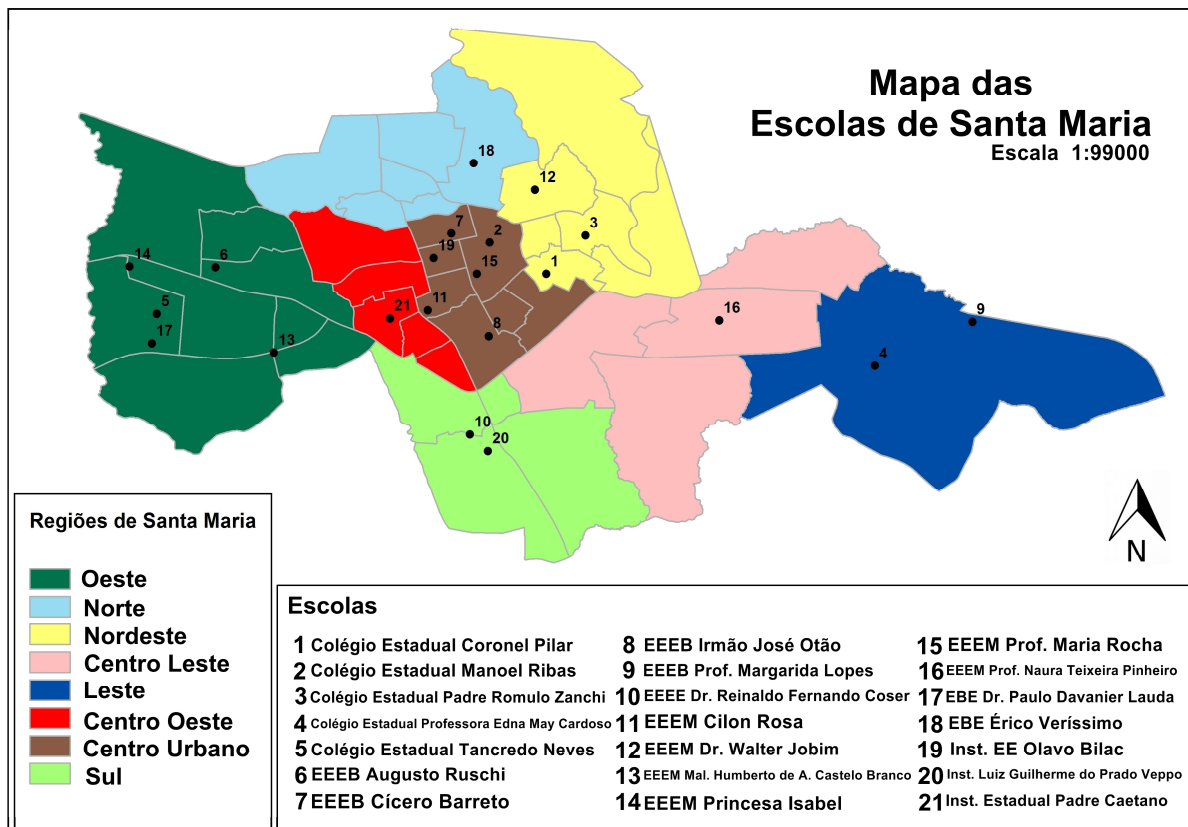 Mapa das
Escolas de Santa Maria
Escala 1:99000
18
12
7
2
3
19
14
6
15
1
5
11
21
16
9
17
8
13
4
10
20
N
Regiões de Santa Maria
Oeste
Norte
Nordeste
Centro Leste
Leste
Centro Oeste
Centro Urbano
Sul
Escolas
1 Colégio Estadual Coronel Pilar
2 Colégio Estadual Manoel Ribas
3 Colégio Estadual Padre Romulo Zanchi
4 Colégio Estadual Professora Edna May Cardoso
5 Colégio Estadual Tancredo Neves
6 EEEB Augusto Ruschi
7 EEEB Cícero Barreto
8 EEEB Irmão José Otão
9 EEEB Prof. Margarida Lopes
10 EEEE Dr. Reinaldo Fernando Coser
11 EEEM Cilon Rosa
12 EEEM Dr. Walter Jobim
13 EEEM Mal. Humberto de A. Castelo Branco
14 EEEM Princesa Isabel
15 EEEM Prof. Maria Rocha
16 EEEM Prof. Naura Teixeira Pinheiro
17 EBE Dr. Paulo Davanier Lauda
18 EBE Érico Veríssimo
19 Inst. EE Olavo Bilac
20 Inst. Luiz Guilherme do Prado Veppo
21 Inst. Estadual Padre Caetano